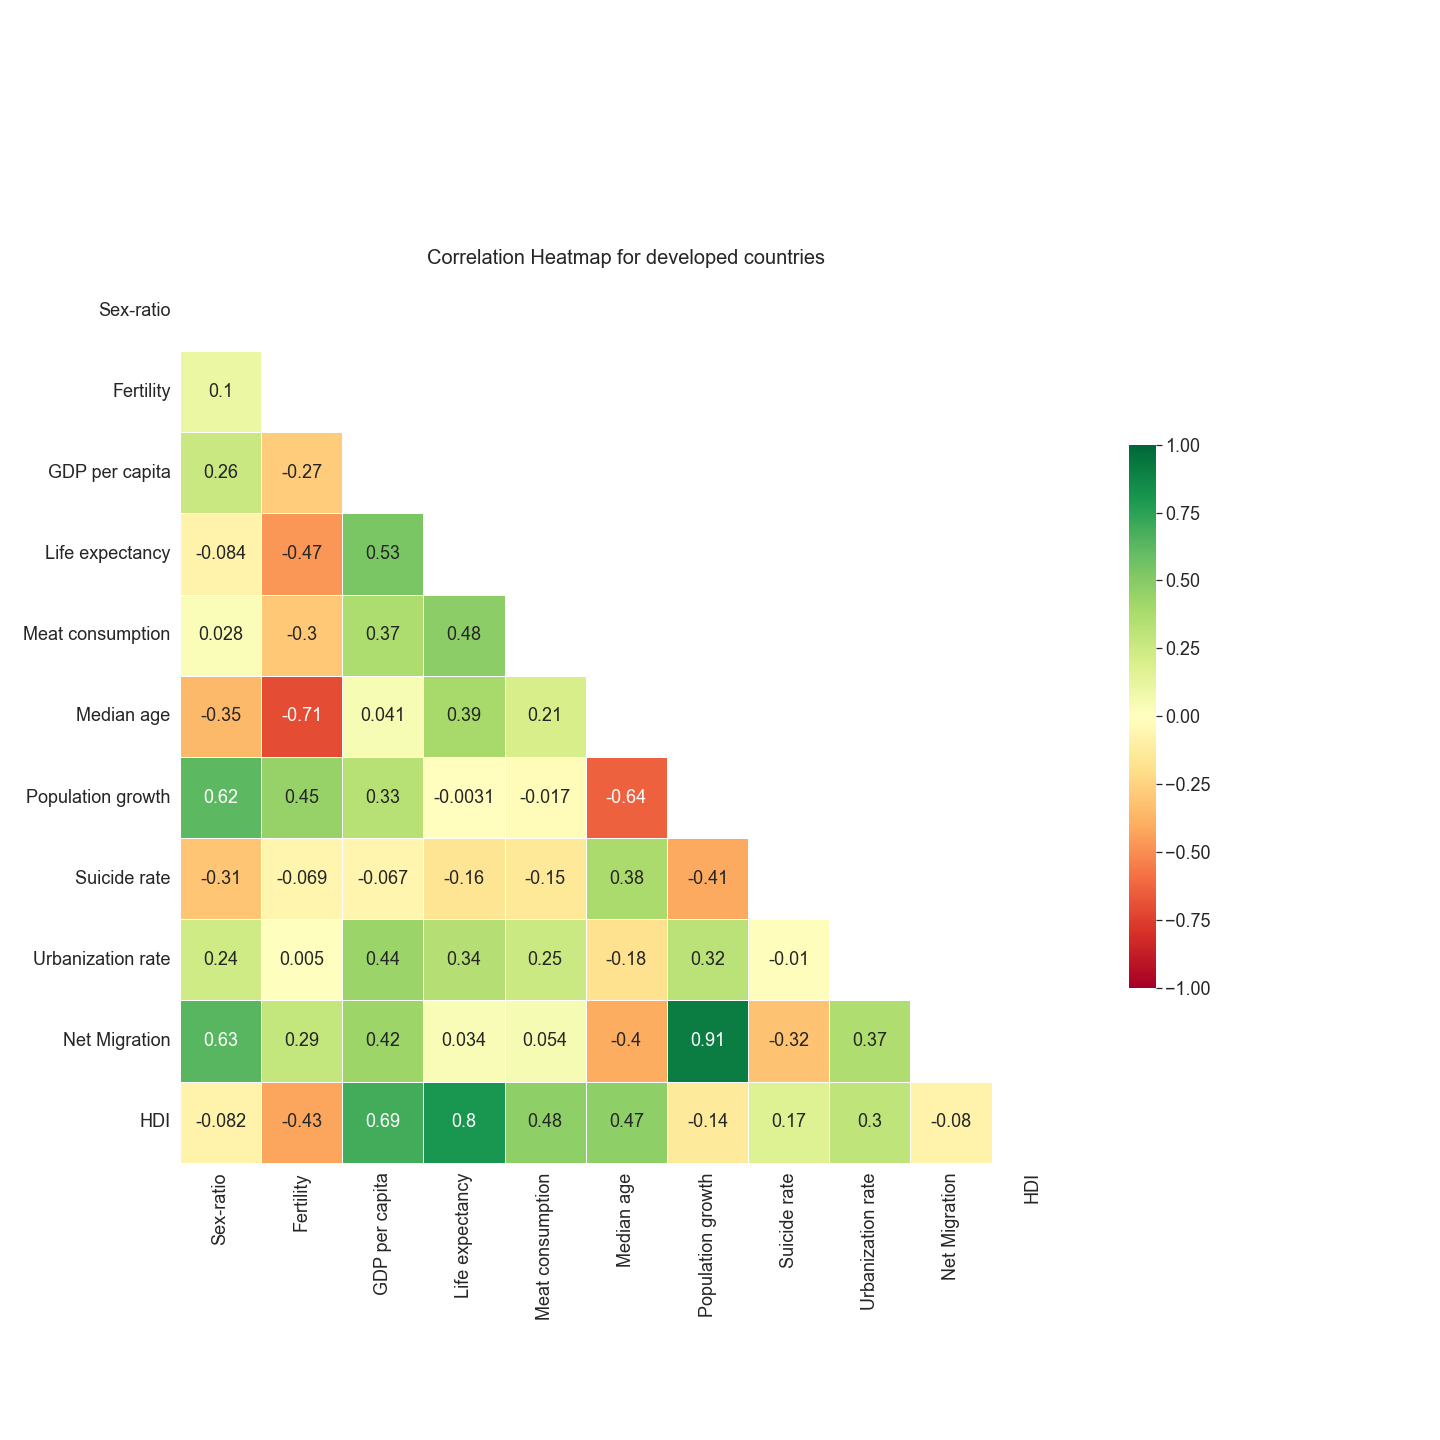 Correlation Heatmap for developed countries
Sex-ratio
Fertility 0.1
GDP per capita 0.26 -0.27
Life expectancy -0.084 -0.47 0.53
Meat consumption 0.028 -0.3 0.37 0.48
Median age -0.35 -0.71 0.041 0.39 0.21
Population growth 0.62 0.45 0.33 -0.0031 -0.017 -0.64
Suicide rate -0.31 -0.069 -0.067 -0.16 -0.15 0.38 -0.41
Urbanization rate 0.24 0.005 0.44 0.34 0.25 -0.18 0.32 -0.01
Net Migration 0.63 0.29 0.42 0.034 0.054 -0.4 0.91 -0.32 0.37
HDI -0.082 -0.43 0.69 0.8 0.48 0.47 -0.14 0.17 0.3 -0.08
Sex-ratio
Fertility
GDP per capita
Life expectancy
Meat consumption
Median age
Population growth
Suicide rate
Urbanization rate
Net Migration
HDI
1.00
0.75
0.50
0.25
0.00
−0.25
−0.50
−0.75
−1.00